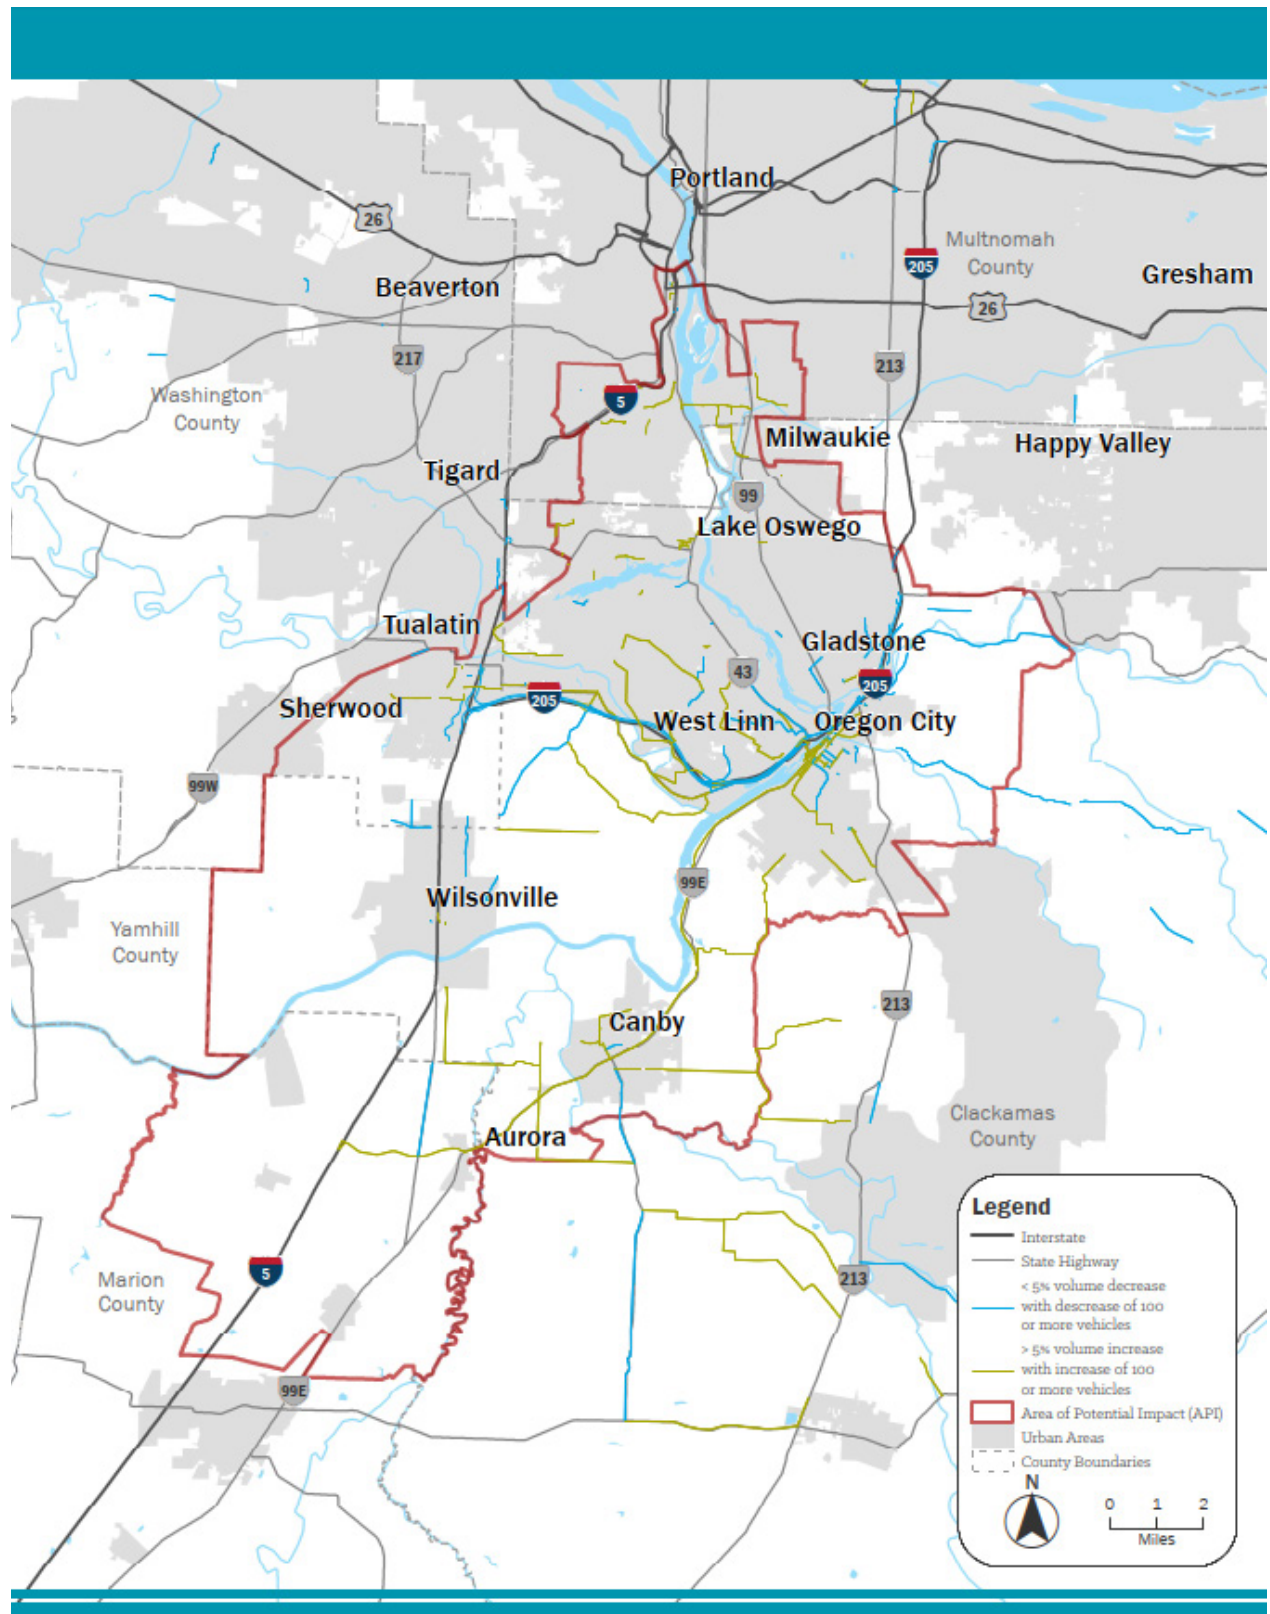 Portland
26
Multnomah
County
205
Beaverton
Gresham
26
217
213
Washington
County
5
Milwaukie
Happy Valley
Tigard
99
Lake Oswego
Tualatin
Gladstone
43
205
205
Sherwood
West Linn
Oregon City
99W
99E
Wilsonville
Yamhill
County
213
Canby
Clackamas
County
Aurora
5
Marion
County
213
99E
Legend
Interstate
State Highway
< 5% volume decrease
with descrease of 100
or more vehicles
> 5% volume increase
with increase of 100
or more vehicles
Area of Potential Impact (API)
Urban Areas
County Boundaries
N
0 1 2
Miles